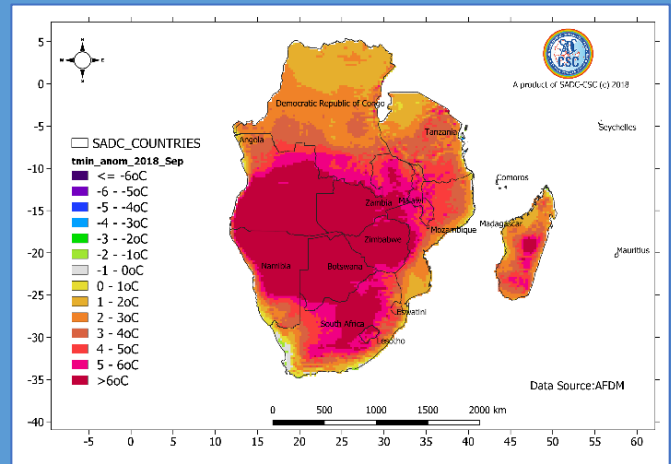 CSC
A product of SADC-CSC (c) 2018
N
W E
S
Democratic Republic of Congo
Tanzania
Seychelles
Angola
Comoros
Zambia
Malawi
Mozambique
Madagascar
Mauritius
Zimbabwe
Namibia
Botswana
Eswatini
South Africa
Lesotho
SADC_COUNTRIES
tmin_anom_2018_Sep
<= -6oC
-6 - -5oC
-5 - -4oC
-4 - -3oC
-3 - -2oC
-2 - -1oC
-1 - 0oC
0 - 1oC
1 - 2oC
2 - 3oC
3 - 4oC
4 - 5oC
5 - 6oC
>6oC
Data Source:AFDM
0 500 1000 1500 2000 km
5
0
-5
-10
-15
-20
-25
-30
-35
-40
-5 0 5 10 15 20 25 30 35 40 45 50 55 60